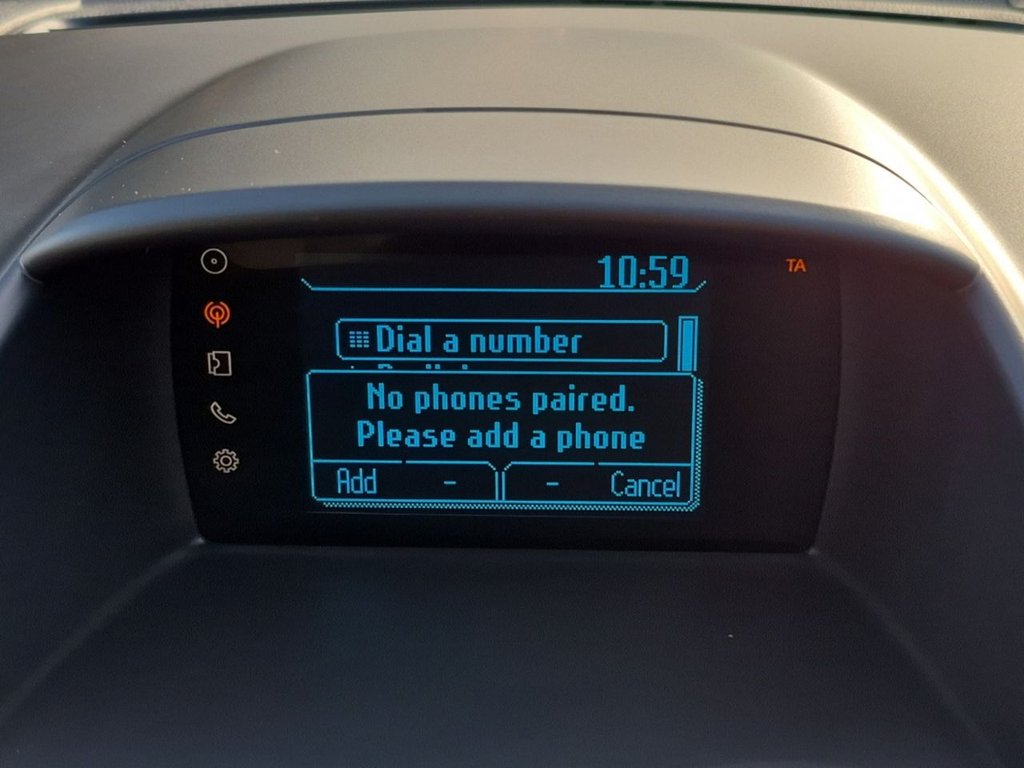 10:59
TA
Dial a number
No phones paired.
Please add a phone
Add - - Cancel